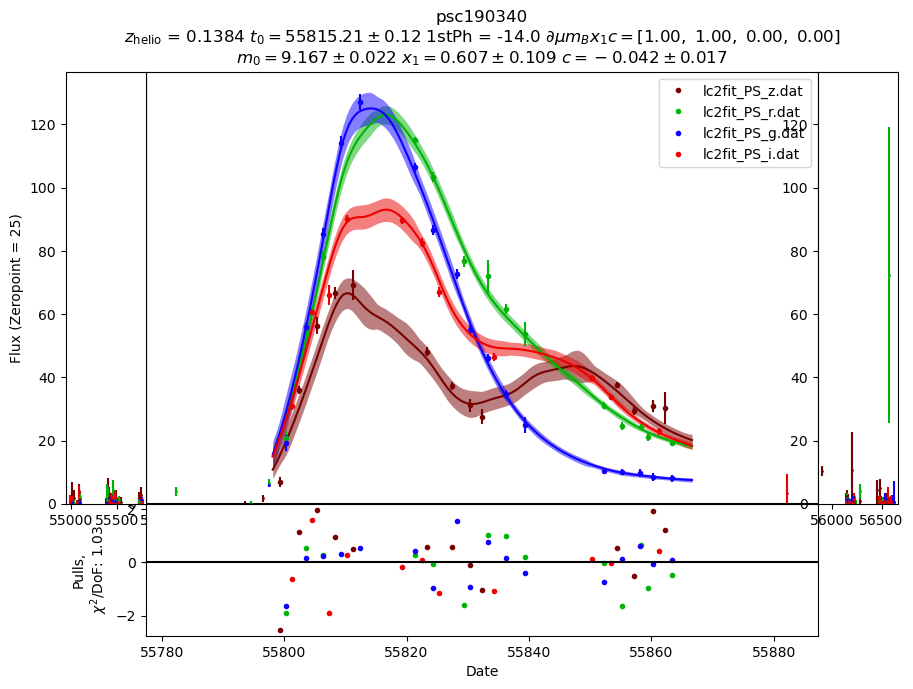 psc190340
z_helio = 0.1384 t_0 = 55815.21 ± 0.12 1stPh = -14.0 ∂μm_Bx_1c = [1.00, 1.00, 0.00, 0.00]
m_0 = 9.167 ± 0.022 x_1 = 0.607 ± 0.109 c = −0.042 ± 0.017
lc2fit_PS_z.dat
lc2fit_PS_r.dat
lc2fit_PS_g.dat
lc2fit_PS_i.dat
Flux (Zeropoint = 25)
120
100
80
60
40
20
0
120
100
80
60
40
20
0
55000
56000
56500
Pulls,
χ²/DoF: 1.03
2
0
−2
55780
55800
55820
55840
55860
55880
Date